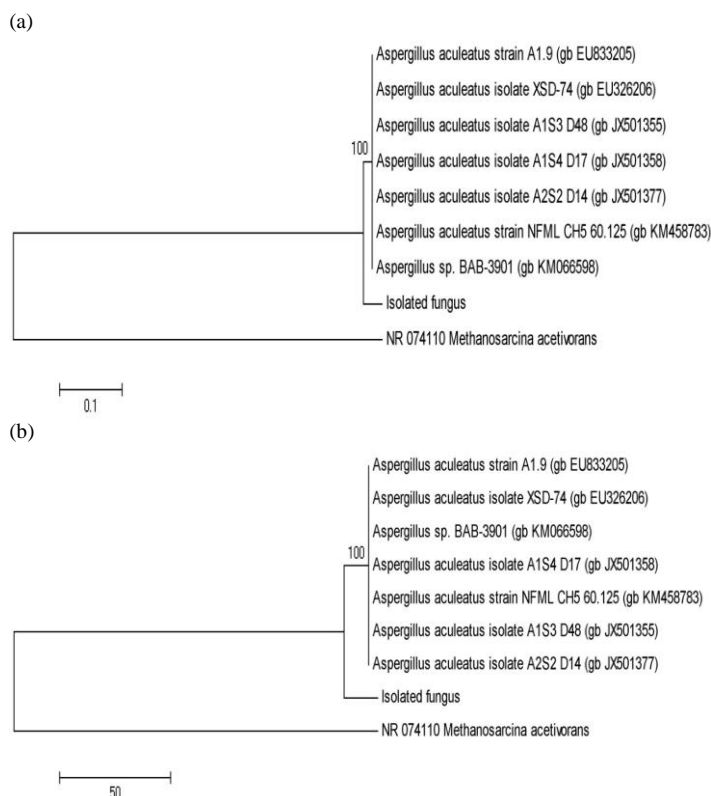 (a)
Aspergillus aculeatus strain A1.9 (gb EU833205)
Aspergillus aculeatus isolate XSD-74 (gb EU326206)
Aspergillus aculeatus isolate A1S3 D48 (gb JX501355)
100
Aspergillus aculeatus isolate A1S4 D17 (gb JX501358)
Aspergillus aculeatus isolate A2S2 D14 (gb JX501377)
Aspergillus aculeatus strain NFML CH5 60.125 (gb KM458783)
Aspergillus sp. BAB-3901 (gb KM066598)
Isolated fungus
NR 074110 Methanosarcina acetivorans
0.1
(b)
Aspergillus aculeatus strain A1.9 (gb EU833205)
Aspergillus aculeatus isolate XSD-74 (gb EU326206)
Aspergillus sp. BAB-3901 (gb KM066598)
100
Aspergillus aculeatus isolate A1S4 D17 (gb JX501358)
Aspergillus aculeatus strain NFML CH5 60.125 (gb KM458783)
Aspergillus aculeatus isolate A1S3 D48 (gb JX501355)
Aspergillus aculeatus isolate A2S2 D14 (gb JX501377)
Isolated fungus
NR 074110 Methanosarcina acetivorans
50